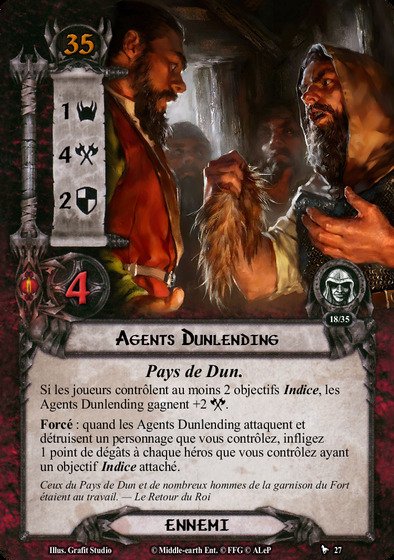 35
1
4
2
4
18/35
Agents Dunlending
Pays de Dun.
Si les joueurs contrôlent au moins 2 objectifs Indice, les
Agents Dunlending gagnent +2 .
Forcé : quand les Agents Dunlending attaquent et
détruisent un personnage que vous contrôlez, infligez
1 point de dégâts à chaque héros que vous contrôlez ayant
un objectif Indice attaché.
Ceux du Pays de Dun et de nombreux hommes de la garnison du Fort
étaient au travail. — Le Retour du Roi
ENNEMI
Illus. Grafit Studio © Middle-earth Ent. © FFG © ALeP 27